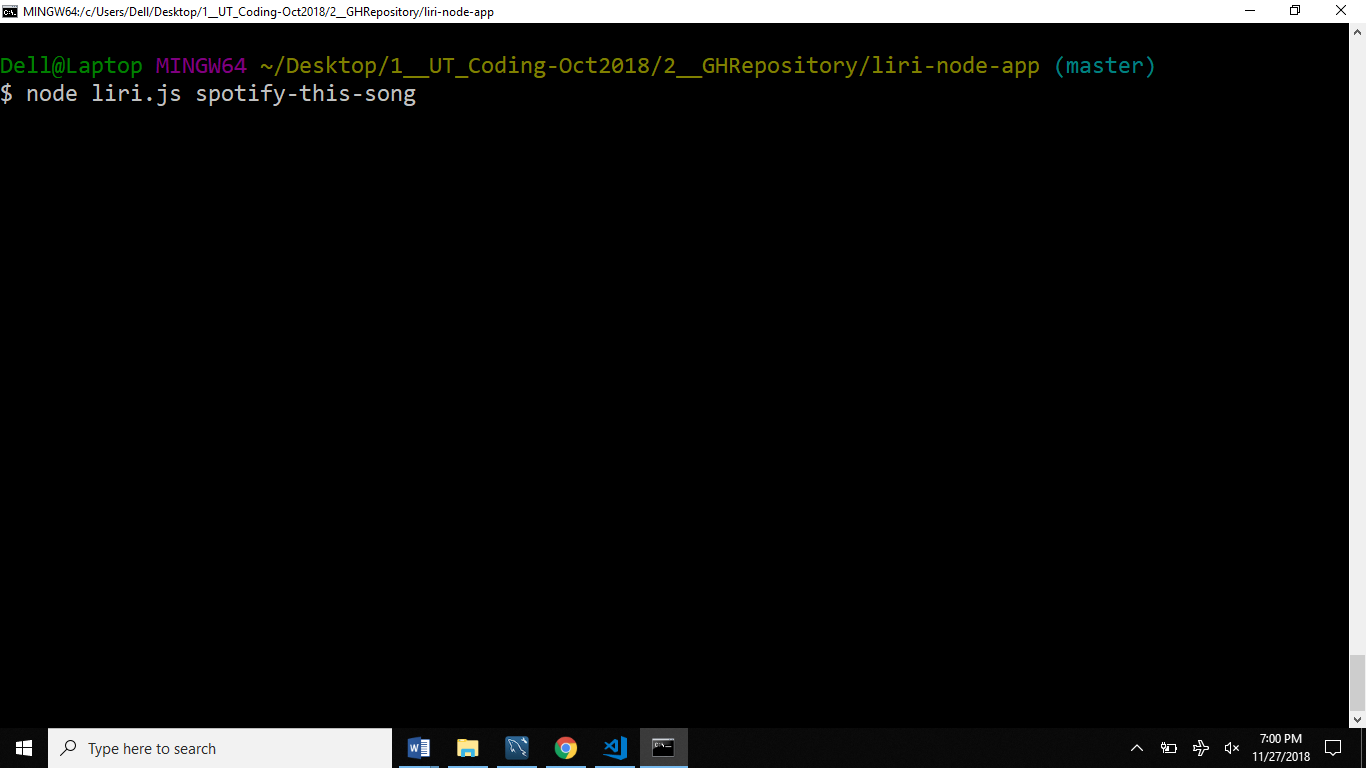 MINGW64:/c/Users/Dell/Desktop/1__UT_Coding-Oct2018/2__GHRepository/liri-node-app
Dell@Laptop MINGW64 ~/Desktop/1__UT_Coding-Oct2018/2__GHRepository/liri-node-app (master)
$ node liri.js spotify-this-song
Type here to search
7:00 PM
11/27/2018